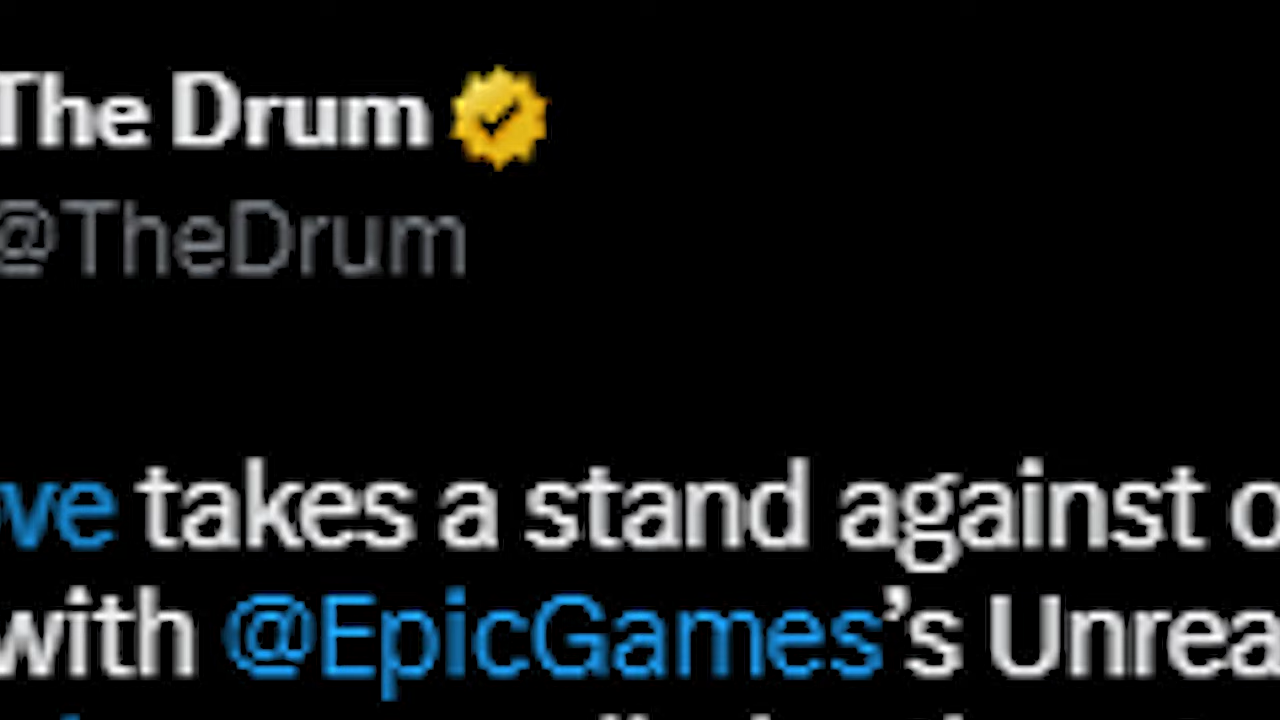 The Drum
@TheDrum
takes a stand against
with @EpicGames’s